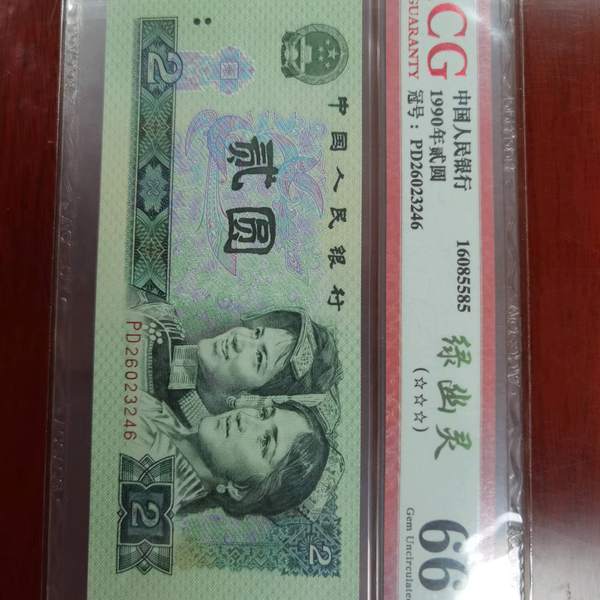 CG
GUARANTY
中国人民银行
1990年贰圆
冠号：PD26023246
16085585
绿幽灵
(☆☆☆)
66
Gem Uncirculated
中国人民银行
贰圆
2
PD26023246
2
2